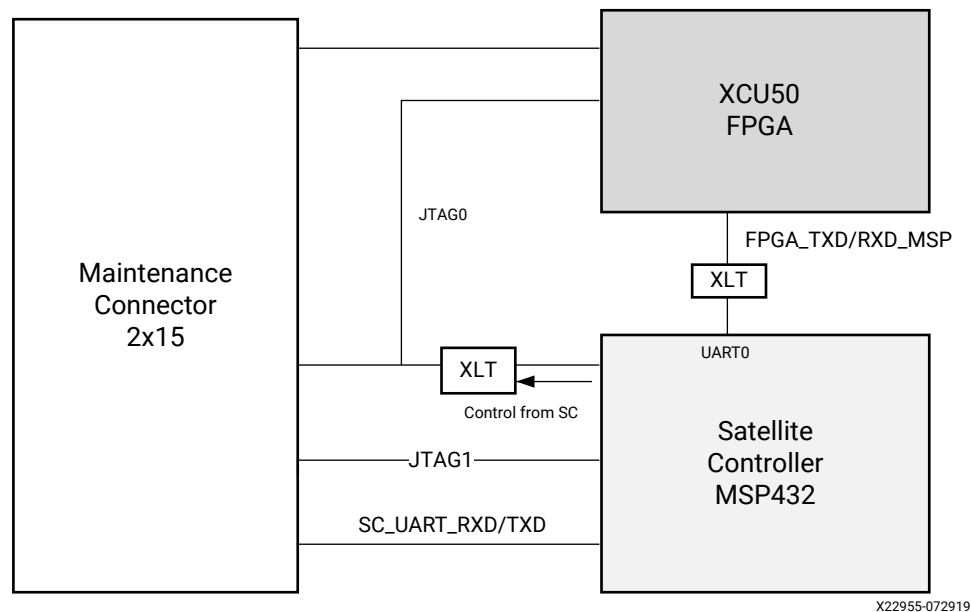 XCU50
FPGA
JTAG0
FPGA_TXD/RXD_MSP
Maintenance
Connector
2x15
XLT
UART0
XLT
Control from SC
Satellite
Controller
MSP432
JTAG1
SC_UART_RXD/TXD
X22955-072919